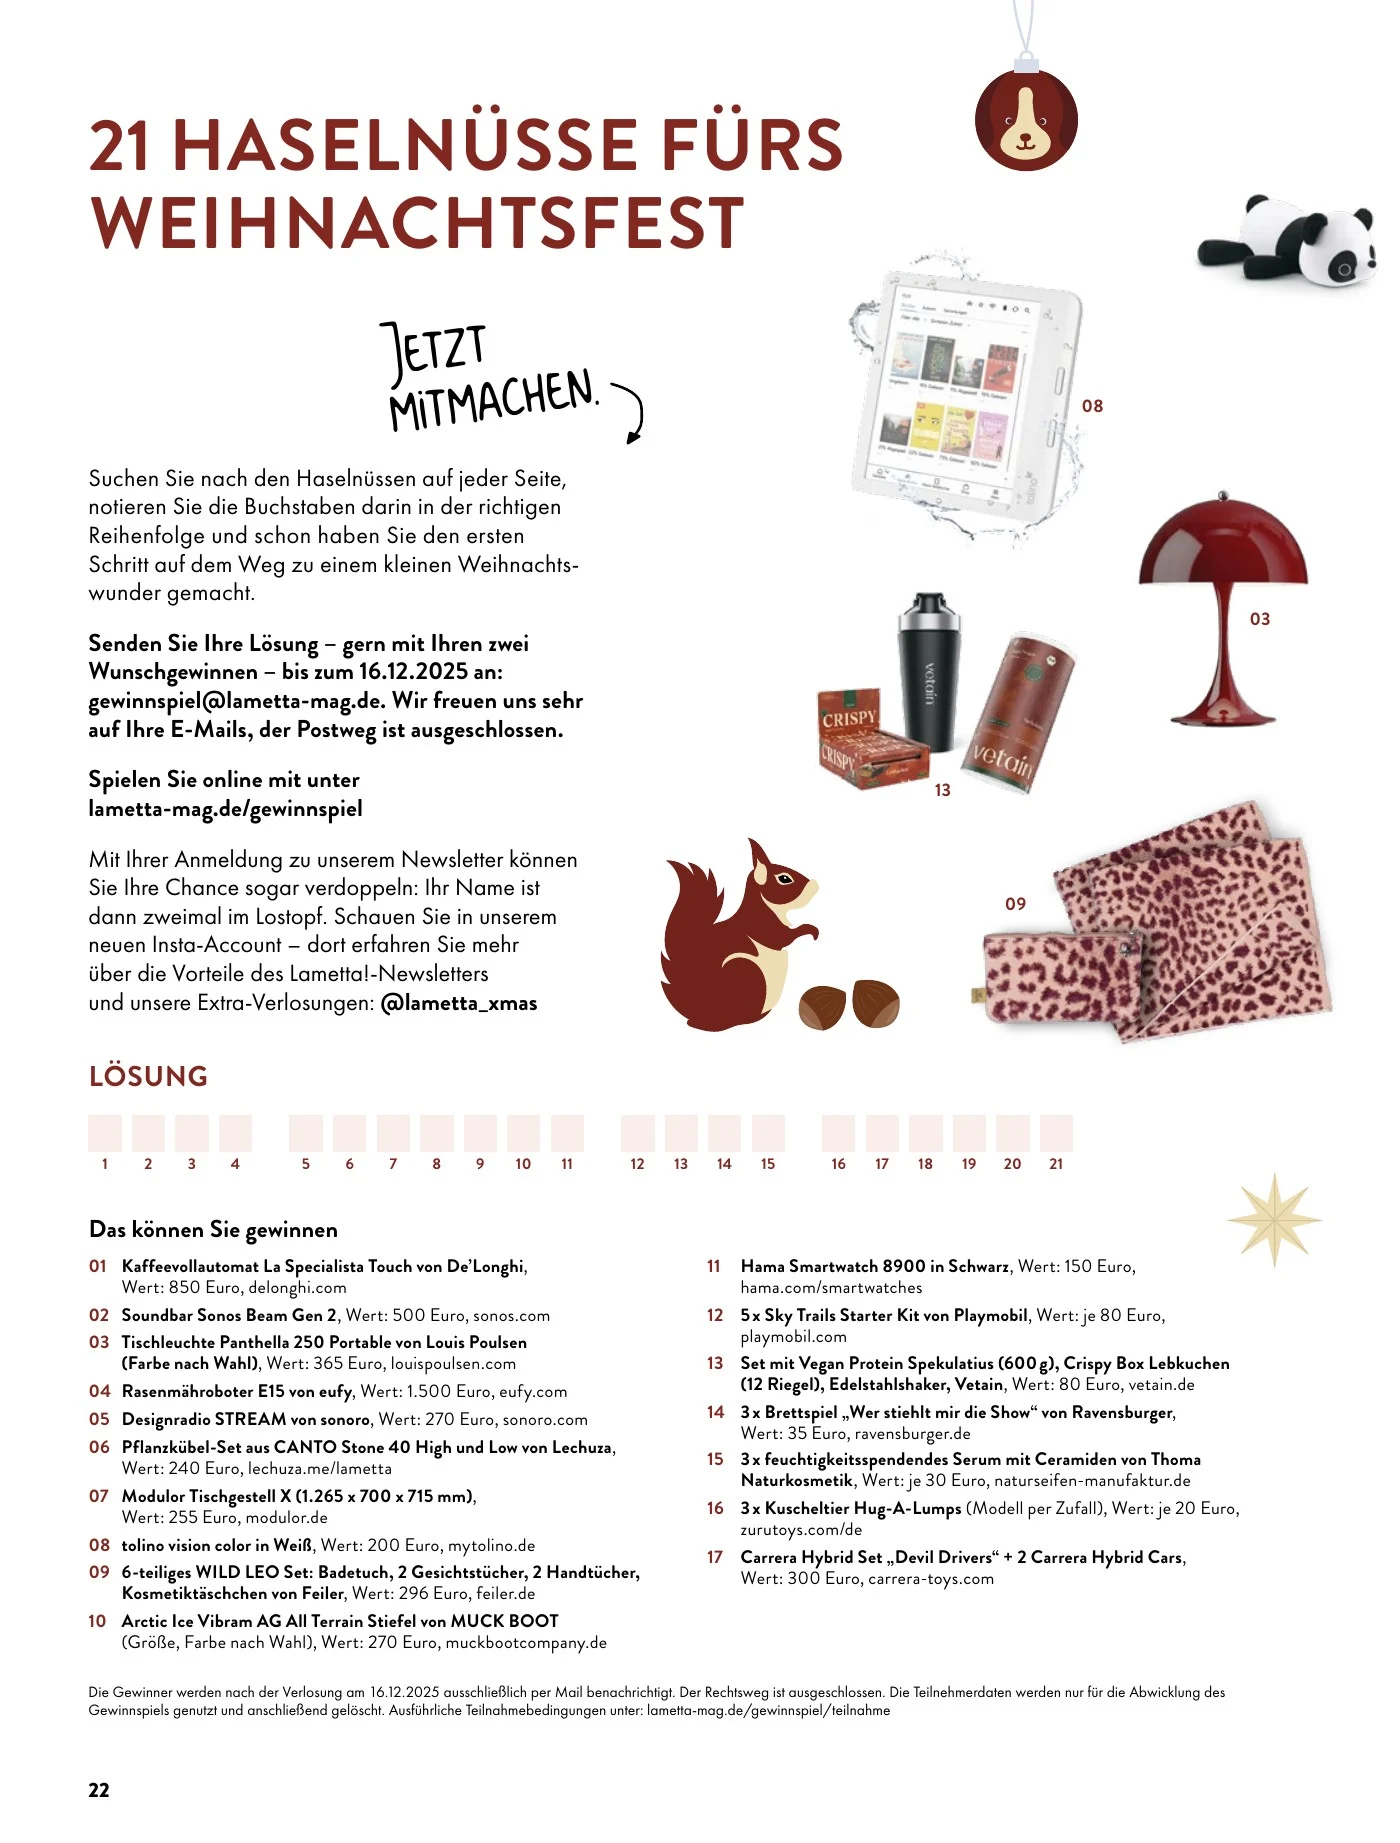 21 HASELNÜSSE FÜRS
WEIHNACHTSFEST
JETZT
MITMACHEN.
Suchen Sie nach den Haselnüssen auf jeder Seite,
notieren Sie die Buchstaben darin in der richtigen
Reihenfolge und schon haben Sie den ersten
Schritt auf dem Weg zu einem kleinen Weihnachts-
wunder gemacht.
Senden Sie Ihre Lösung – gern mit Ihren zwei
Wunschgewinnen – bis zum 16.12.2025 an:
gewinnspiel@lametta-mag.de. Wir freuen uns sehr
auf Ihre E-Mails, der Postweg ist ausgeschlossen.
Spielen Sie online mit unter
lametta-mag.de/gewinnspiel
Mit Ihrer Anmeldung zu unserem Newsletter können
Sie Ihre Chance sogar verdoppeln: Ihr Name ist
dann zweimal im Lostopf. Schauen Sie in unserem
neuen Insta-Account – dort erfahren Sie mehr
über die Vorteile des Lametta!-Newsletters
und unsere Extra-Verlosungen: @lametta_xmas
tolino
08
03
vetain
CRISPY
CRISPY
vetain
13
09
LÖSUNG
1 2 3 4 5 6 7 8 9 10 11 12 13 14 15 16 17 18 19 20 21
Das können Sie gewinnen
01 Kaffeevollautomat La Specialista Touch von De’Longhi,
Wert: 850 Euro, delonghi.com
02 Soundbar Sonos Beam Gen 2, Wert: 500 Euro, sonos.com
03 Tischleuchte Panthella 250 Portable von Louis Poulsen
(Farbe nach Wahl), Wert: 365 Euro, louispoulsen.com
04 Rasenmähroboter E15 von eufy, Wert: 1.500 Euro, eufy.com
05 Designradio STREAM von sonoro, Wert: 270 Euro, sonoro.com
06 Pflanzkübel-Set aus CANTO Stone 40 High und Low von Lechuza,
Wert: 240 Euro, lechuza.me/lametta
07 Modulor Tischgestell X (1.265 x 700 x 715 mm),
Wert: 255 Euro, modulor.de
08 tolino vision color in Weiß, Wert: 200 Euro, mytolino.de
09 6-teiliges WILD LEO Set: Badetuch, 2 Gesichtstücher, 2 Handtücher,
Kosmetiktäschchen von Feiler, Wert: 296 Euro, feiler.de
10 Arctic Ice Vibram AG All Terrain Stiefel von MUCK BOOT
(Größe, Farbe nach Wahl), Wert: 270 Euro, muckbootcompany.de
11 Hama Smartwatch 8900 in Schwarz, Wert: 150 Euro,
hama.com/smartwatches
12 5 x Sky Trails Starter Kit von Playmobil, Wert: je 80 Euro,
playmobil.com
13 Set mit Vegan Protein Spekulatius (600 g), Crispy Box Lebkuchen
(12 Riegel), Edelstahlshaker, Vetain, Wert: 80 Euro, vetain.de
14 3 x Brettspiel „Wer stiehlt mir die Show“ von Ravensburger,
Wert: 35 Euro, ravensburger.de
15 3 x feuchtigkeitsspendendes Serum mit Ceramiden von Thoma
Naturkosmetik, Wert: je 30 Euro, naturseifen-manufaktur.de
16 3 x Kuscheltier Hug-A-Lumps (Modell per Zufall), Wert: je 20 Euro,
zurutoys.com/de
17 Carrera Hybrid Set „Devil Drivers“ + 2 Carrera Hybrid Cars,
Wert: 300 Euro, carrera-toys.com
Die Gewinner werden nach der Verlosung am 16.12.2025 ausschließlich per Mail benachrichtigt. Der Rechtsweg ist ausgeschlossen. Die Teilnehmerdaten werden nur für die Abwicklung des
Gewinnspiels genutzt und anschließend gelöscht. Ausführliche Teilnahmebedingungen unter: lametta-mag.de/gewinnspiel/teilnahme
22